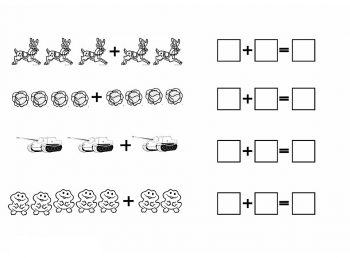 + + =
+ + =
+ + =
+ + =